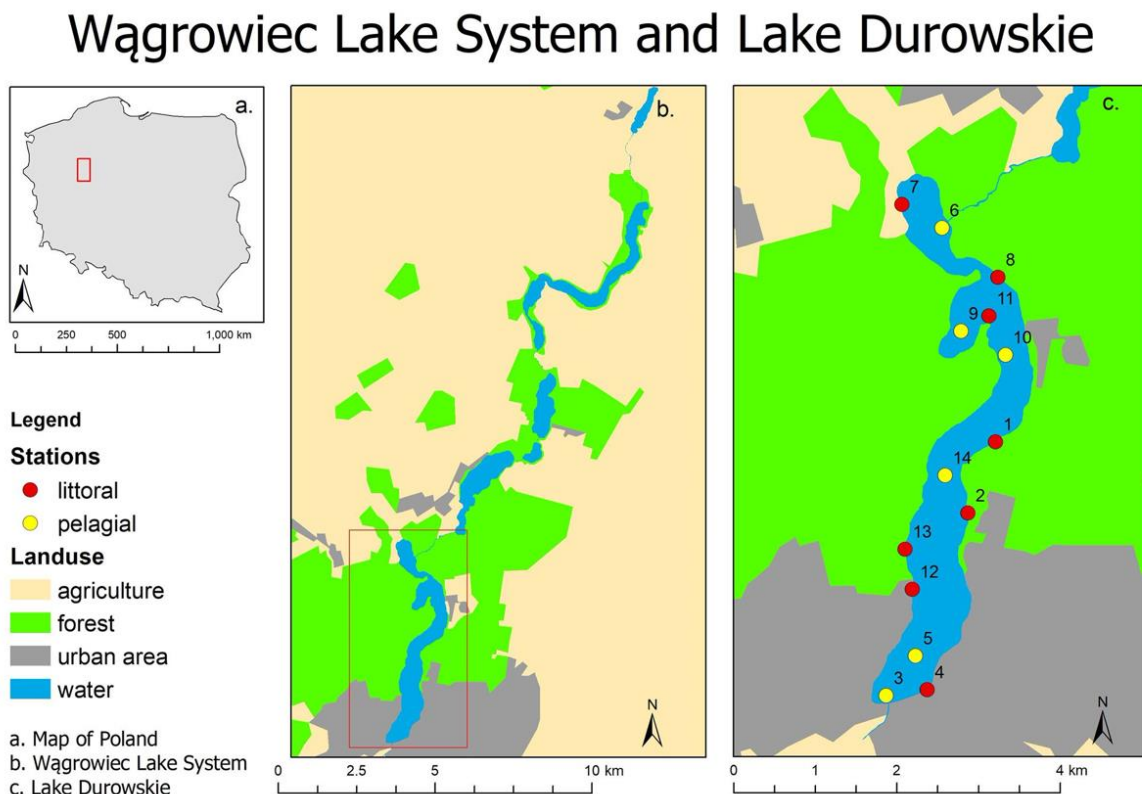 Wągrowiec Lake System and Lake Durowskie
a.
N
0 250 500 1,000 km
Legend
Stations
littoral
pelagial
Landuse
agriculture
forest
urban area
water
a. Map of Poland
b. Wągrowiec Lake System
c. Lake Durowskie
b.
N
0 2.5 5 10 km
c.
7
6
8
11
9
10
1
14
2
13
12
5
3
4
N
0 1 2 4 km